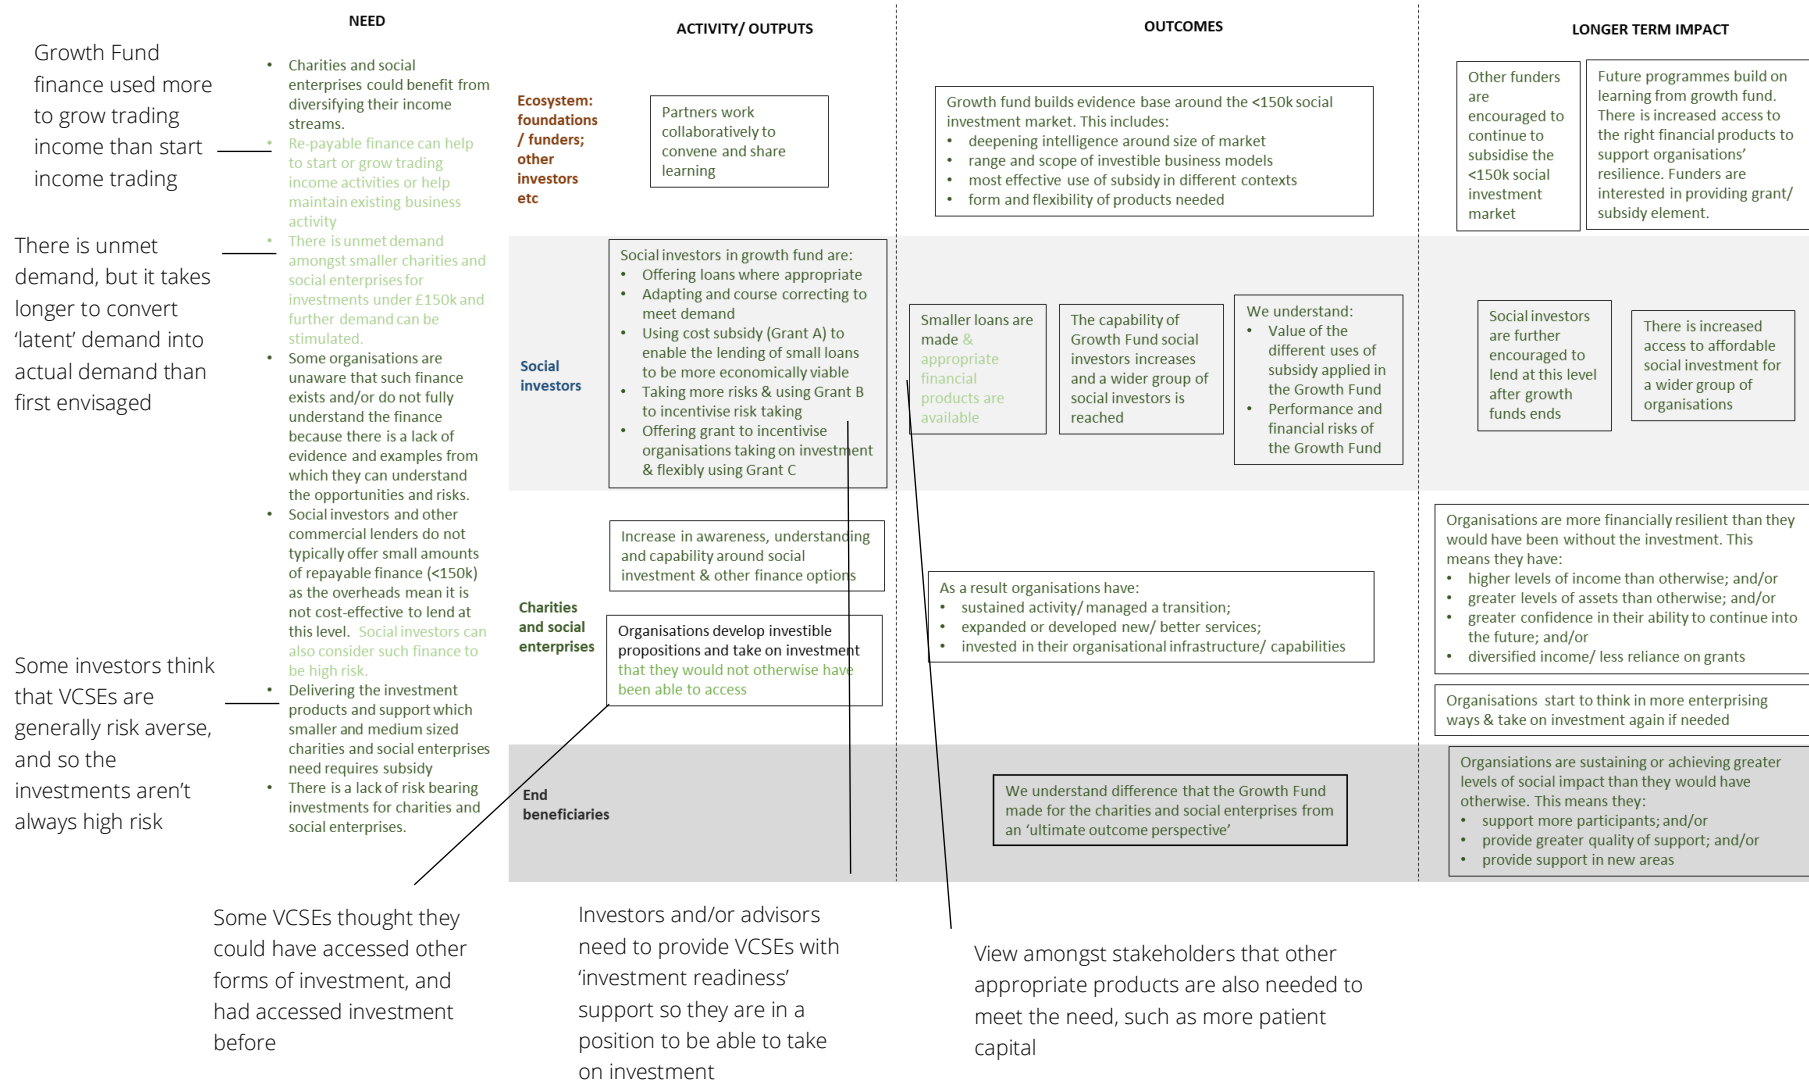 NEED
ACTIVITY/ OUTPUTS
OUTCOMES
LONGER TERM IMPACT
Growth Fund
finance used more
to grow trading
income than start
income trading
There is unmet
demand, but it takes
longer to convert
‘latent’ demand into
actual demand than
first envisaged
Some investors think
that VCSEs are
generally risk averse,
and so the
investments aren’t
always high risk
• Charities and social
enterprises could benefit from
diversifying their income
streams.
• Re-payable finance can help
to start or grow trading
income activities or help
maintain existing business
activity
• There is unmet demand
amongst smaller charities and
social enterprises for
investments under £150k and
further demand can be
stimulated.
• Some organisations are
unaware that such finance
exists and/or do not fully
understand the finance
because there is a lack of
evidence and examples from
which they can understand
the opportunities and risks.
• Social investors and other
commercial lenders do not
typically offer small amounts
of repayable finance (<150k)
as the overheads mean it is
not cost-effective to lend at
this level. Social investors can
also consider such finance to
be high risk.
• Delivering the investment
products and support which
smaller and medium sized
charities and social enterprises
need requires subsidy
• There is a lack of risk bearing
investments for charities and
social enterprises.
Ecosystem:
foundations
/ funders;
other
investors
etc
Partners work
collaboratively to
convene and share
learning
Growth fund builds evidence base around the <150k social
investment market. This includes:
• deepening intelligence around size of market
• range and scope of investible business models
• most effective use of subsidy in different contexts
• form and flexibility of products needed
Other funders
are
encouraged to
continue to
subsidise the
<150k social
investment
market
Future programmes build on
learning from growth fund.
There is increased access to
the right financial products to
support organisations’
resilience. Funders are
interested in providing grant/
subsidy element.
Social
investors
Social investors in growth fund are:
• Offering loans where appropriate
• Adapting and course correcting to
meet demand
• Using cost subsidy (Grant A) to
enable the lending of small loans
to be more economically viable
• Taking more risks & using Grant B
to incentivise risk taking
• Offering grant to incentivise
organisations taking on investment
& flexibly using Grant C
Smaller loans are
made &
appropriate
financial
products are
available
The capability of
Growth Fund social
investors increases
and a wider group of
social investors is
reached
We understand:
• Value of the
different uses of
subsidy applied in
the Growth Fund
• Performance and
financial risks of
the Growth Fund
Social investors
are further
encouraged to
lend at this level
after growth
funds ends
There is increased
access to affordable
social investment for
a wider group of
organisations
Charities
and social
enterprises
Increase in awareness, understanding
and capability around social
investment & other finance options
Organisations develop investible
propositions and take on investment
that they would not otherwise have
been able to access
As a result organisations have:
• sustained activity/ managed a transition;
• expanded or developed new/ better services;
• invested in their organisational infrastructure/ capabilities
Organisations are more financially resilient than they
would have been without the investment. This
means they have:
• higher levels of income than otherwise; and/or
• greater levels of assets than otherwise; and/or
• greater confidence in their ability to continue into
the future; and/or
• diversified income/ less reliance on grants
Organisations start to think in more enterprising
ways & take on investment again if needed
End
beneficiaries
We understand difference that the Growth Fund
made for the charities and social enterprises from
an ‘ultimate outcome perspective’
Organsiations are sustaining or achieving greater
levels of social impact than they would have
otherwise. This means they:
• support more participants; and/or
• provide greater quality of support; and/or
• provide support in new areas
Some VCSEs thought they
could have accessed other
forms of investment, and
had accessed investment
before
Investors and/or advisors
need to provide VCSEs with
‘investment readiness’
support so they are in a
position to be able to take
on investment
View amongst stakeholders that other
appropriate products are also needed to
meet the need, such as more patient
capital